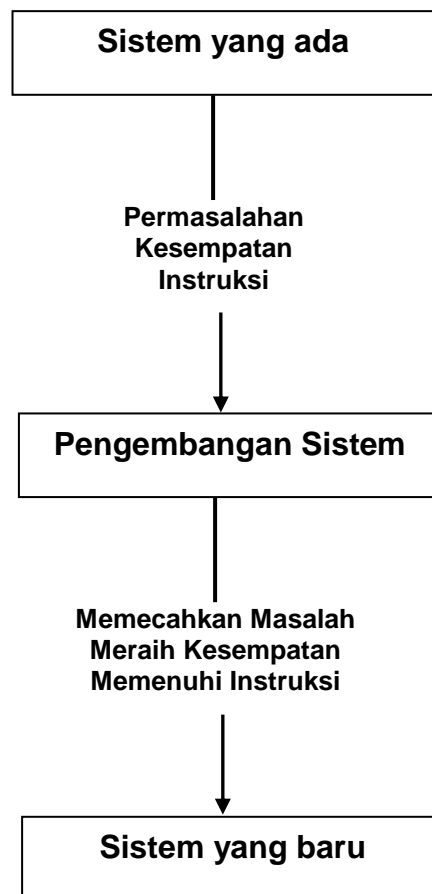 Sistem yang ada
Permasalahan
Kesempatan
Instruksi
Pengembangan Sistem
Memecahkan Masalah
Meraih Kesempatan
Memenuhi Instruksi
Sistem yang baru